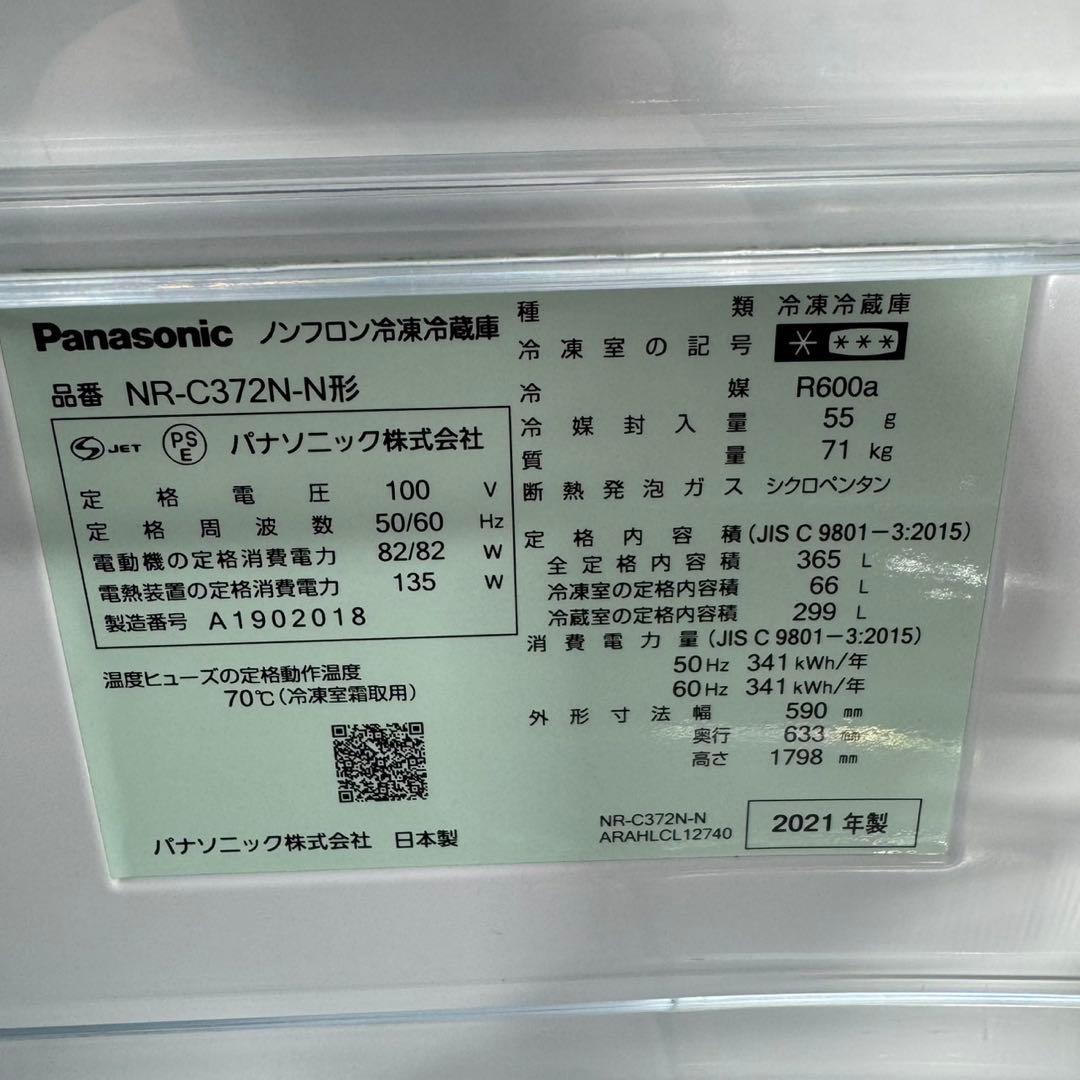 Panasonic ノンフロン冷凍冷蔵庫
品番 NR-C372N-N形
JET PSE パナソニック株式会社
定格電圧 100 V
定格周波数 50/60 Hz
電動機の定格消費電力 82/82 W
電熱装置の定格消費電力 135 W
製造番号 A1902018
温度ヒューズの定格動作温度
70℃(冷凍室霜取用)
パナソニック株式会社 日本製
種類 冷凍冷蔵庫
冷凍室の記号 * ***
冷媒 R600a
冷媒封入量 55 g
質量 71 kg
断熱発泡ガス シクロペンタン
定格内容積(JIS C 9801-3:2015)
全定格内容積 365 L
冷凍室の定格内容積 66 L
冷蔵室の定格内容積 299 L
消費電力量(JIS C 9801-3:2015)
50Hz 341kWh/年
60Hz 341kWh/年
外形寸法幅 590 mm
奥行 633 mm
高さ 1798 mm
NR-C372N-N
ARAHLCL12740
2021年製